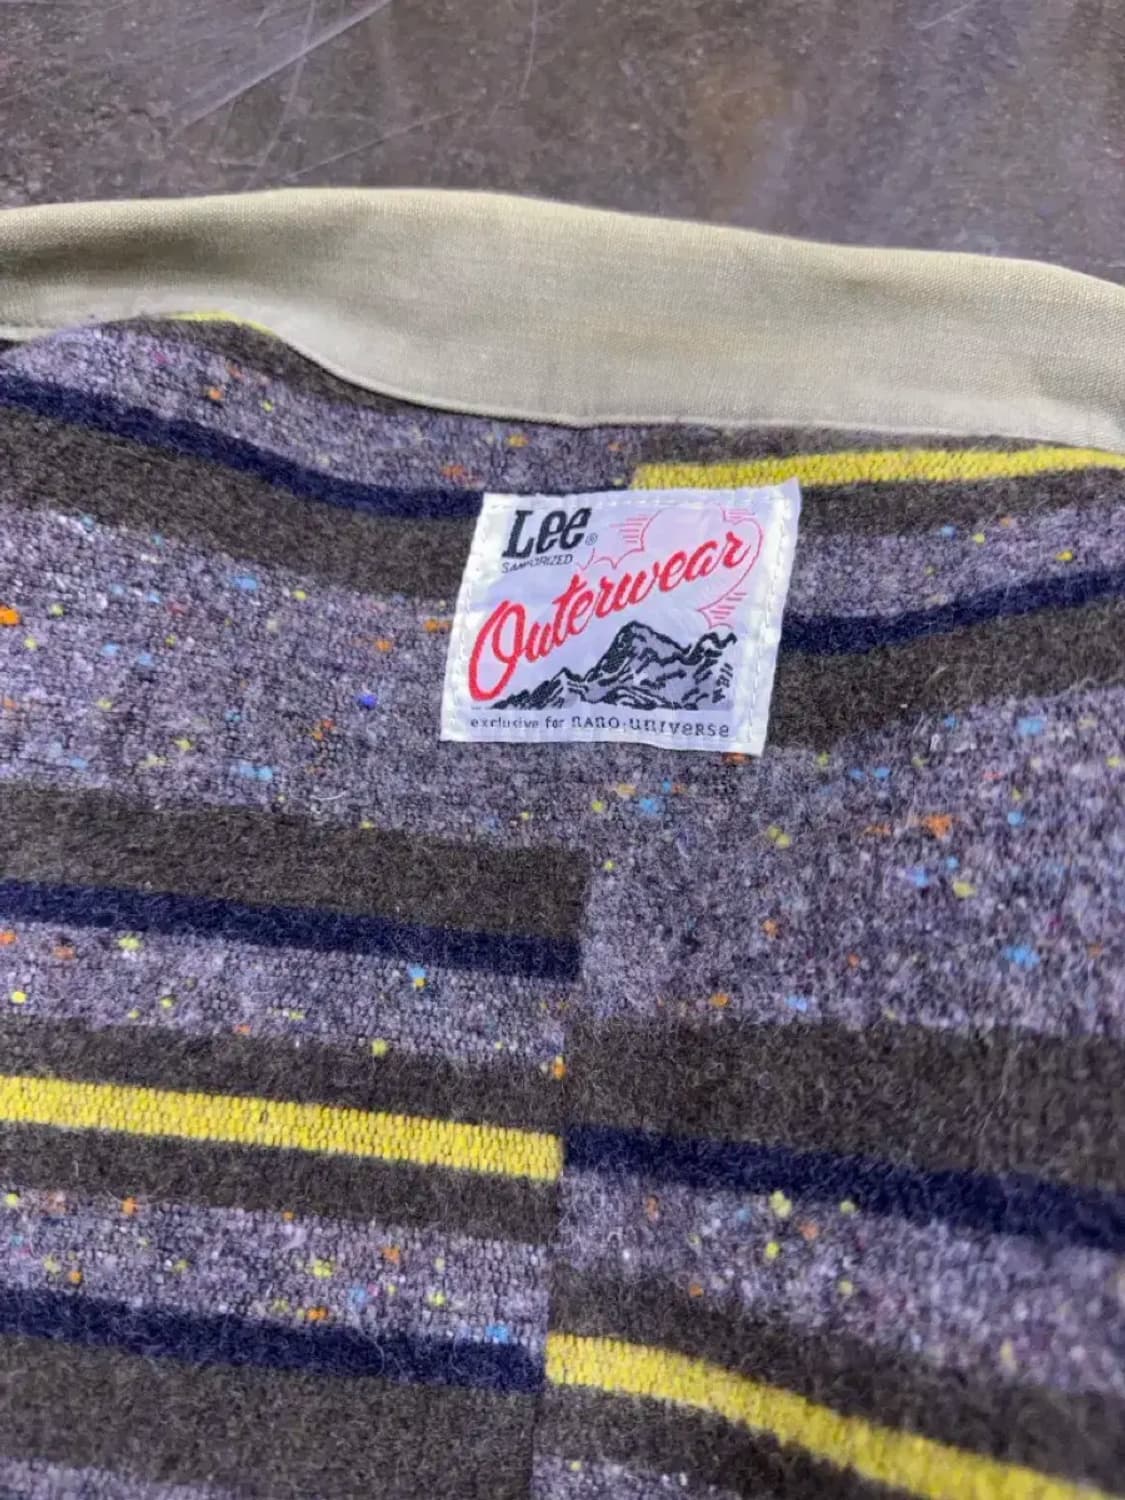 Lee®
SANFORIZED
Outerwear
exclusive for nano·universe